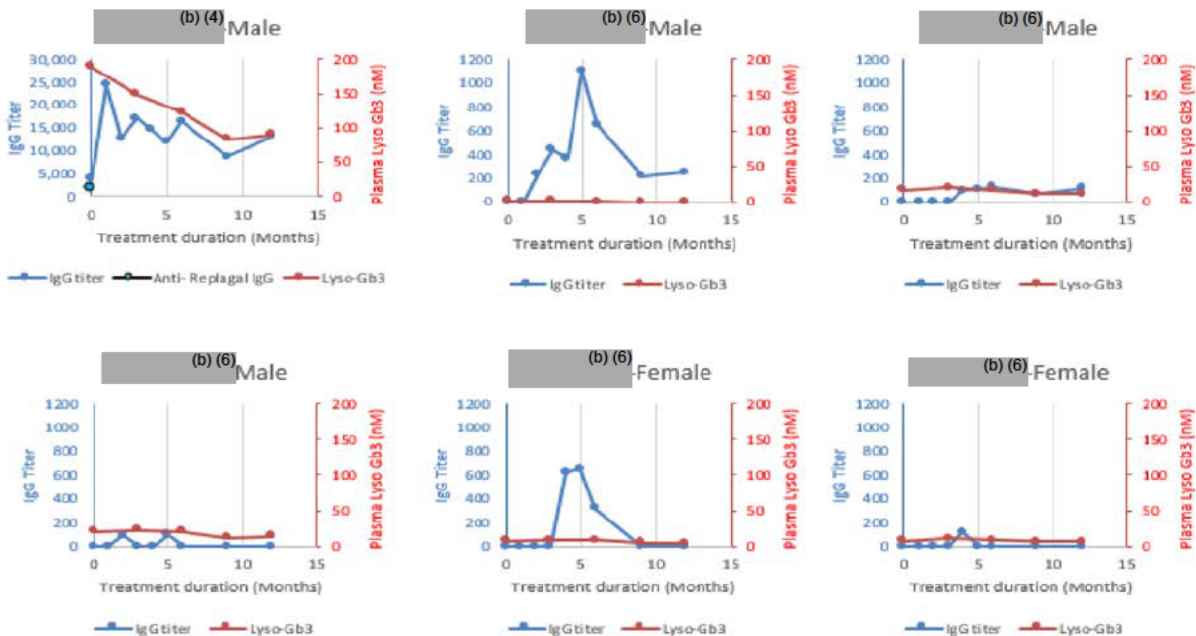 (b) (4)
-Male
IgG Titer
30,000
25,000
20,000
15,000
10,000
5,000
0
200
150
100
50
0
Plasma Lyso Gb3 (nM)
0 5 10 15
Treatment duration (Months)
IgG titer Anti- Replagal IgG Lyso-Gb3
(b) (6)
-Male
IgG Titer
1200
1000
800
600
400
200
0
200
150
100
50
0
Plasma Lyso Gb3 (nM)
0 5 10 15
Treatment duration (Months)
IgG titer Lyso-Gb3
(b) (6)
-Male
IgG Titer
1200
1000
800
600
400
200
0
200
150
100
50
0
Plasma Lyso Gb3 (nM)
0 5 10 15
Treatment duration (Months)
IgG titer Lyso-Gb3
(b) (6)
Male
IgG Titer
1200
1000
800
600
400
200
0
200
150
100
50
0
Plasma Lyso Gb3 (nM)
0 5 10 15
Treatment duration (Months)
IgG titer Lyso-Gb3
(b) (6)
-Female
IgG Titer
1200
1000
800
600
400
200
0
200
150
100
50
0
Plasma Lyso Gb3 (nM)
0 5 10 15
Treatment duration (Months)
IgG titer Lyso-Gb3
(b) (6)
-Female
IgG Titer
1200
1000
800
600
400
200
0
200
150
100
50
0
Plasma Lyso Gb3 (nM)
0 5 10 15
Treatment duration (Months)
IgG titer Lyso-Gb3